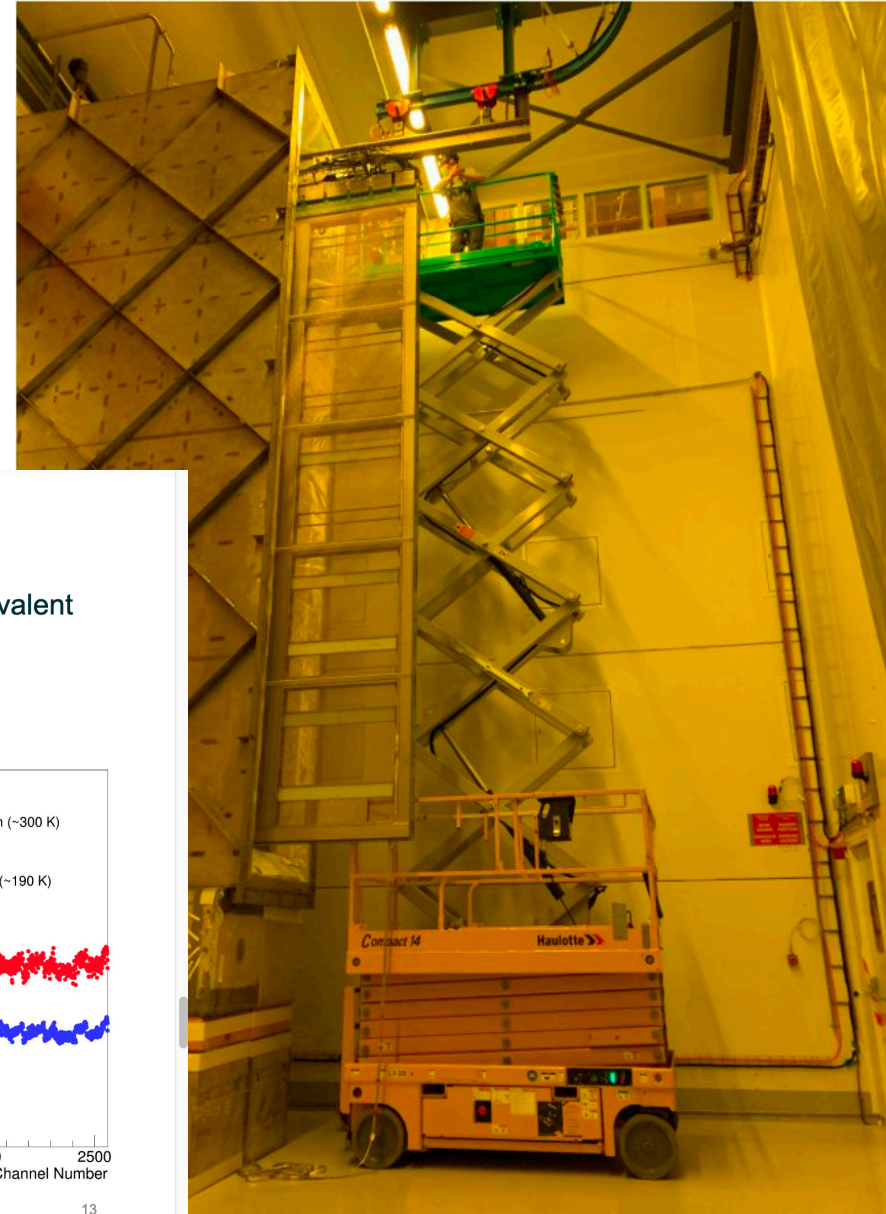 valent
n (~300 K)
(~190 K)
2500
Channel Number
13
Compact 14
Haulotte